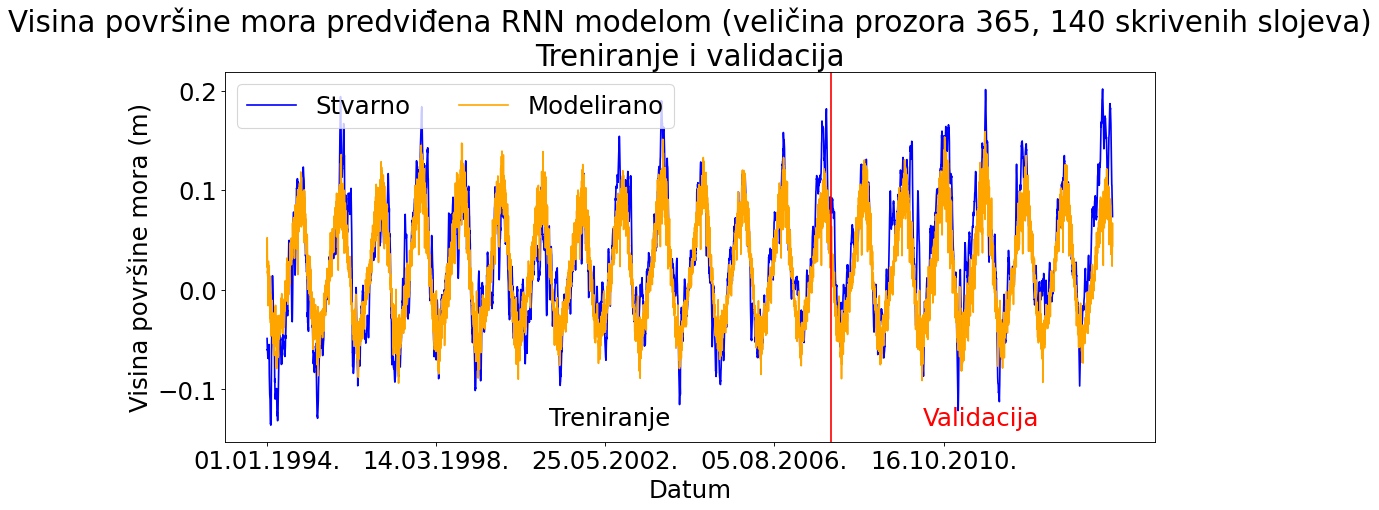 Visina površine mora predviđena RNN modelom (veličina prozora 365, 140 skrivenih slojeva)
Treniranje i validacija
Stvarno Modelirano
Visina površine mora (m)
0.2
0.1
0.0
−0.1
Treniranje Validacija
01.01.1994. 14.03.1998. 25.05.2002. 05.08.2006. 16.10.2010.
Datum